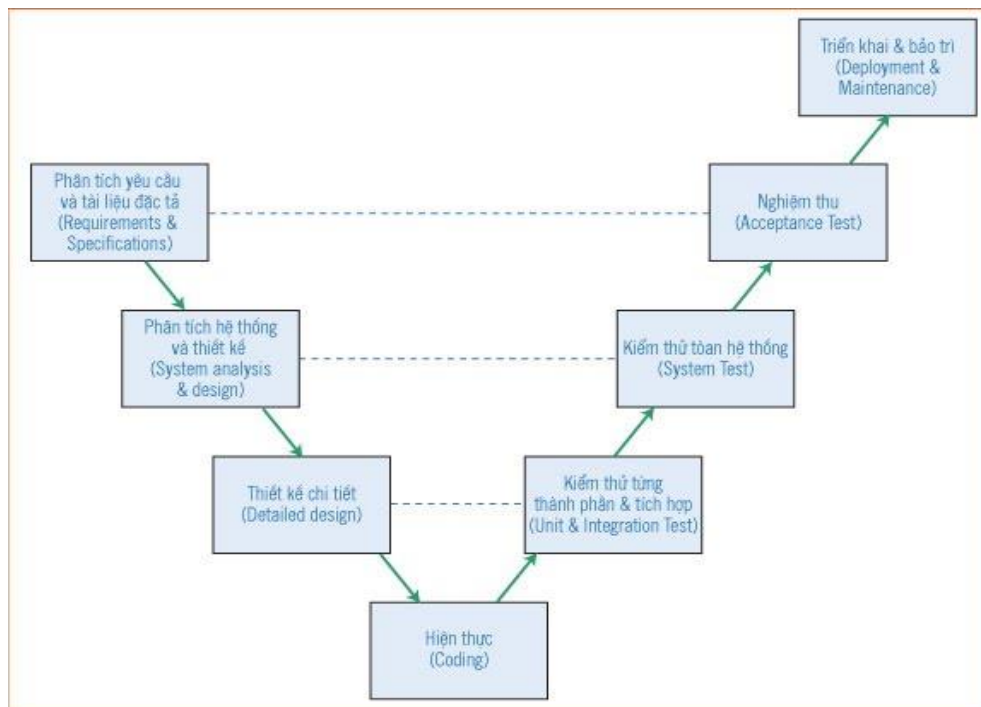 Triển khai & bảo trì
(Deployment &
Maintenance)
Phân tích yêu cầu
và tài liệu đặc tả
(Requirements &
Specifications)
Nghiệm thu
(Acceptance Test)
Phân tích hệ thống
và thiết kế
(System analysis
& design)
Kiểm thử tòan hệ thống
(System Test)
Thiết kế chi tiết
(Detailed design)
Kiểm thử từng
thành phần & tích hợp
(Unit & Integration Test)
Hiện thực
(Coding)